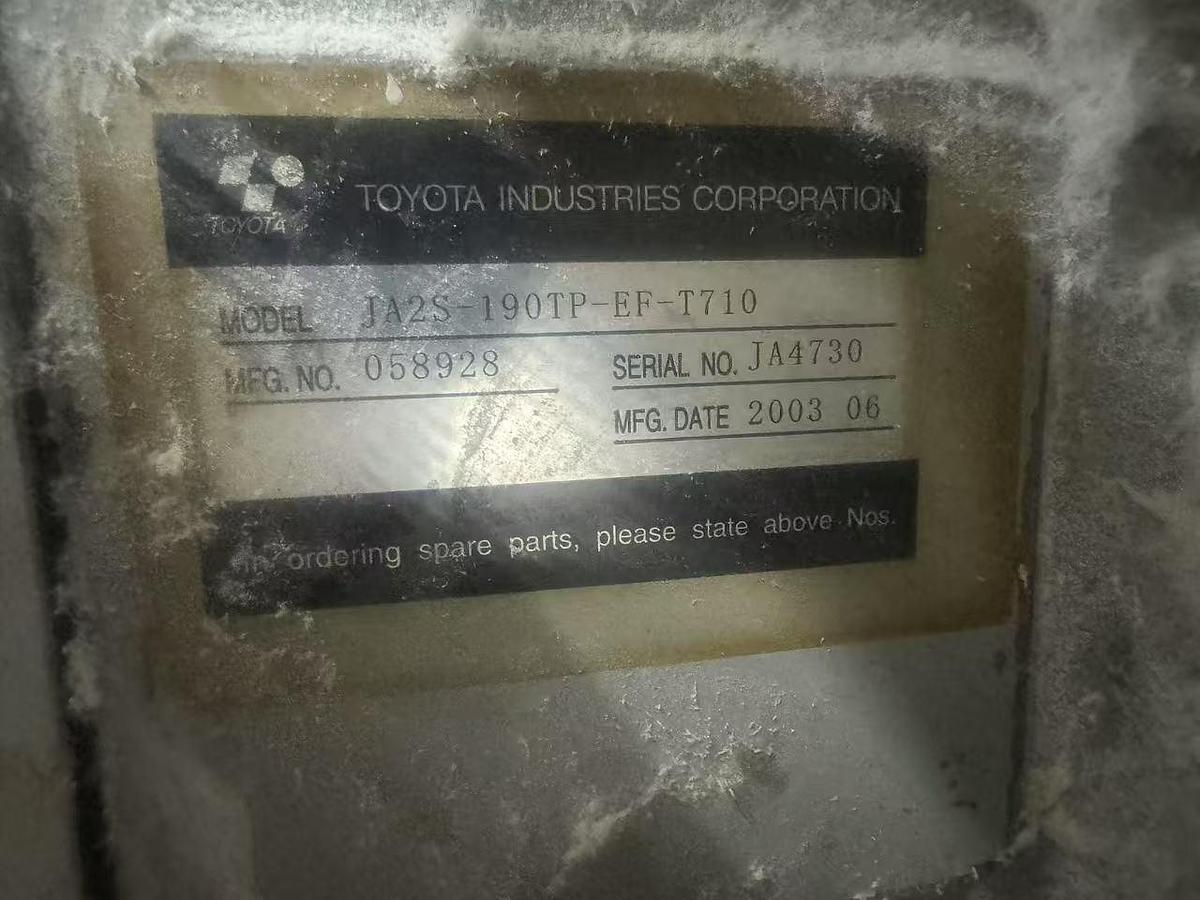 TOYOTA INDUSTRIES CORPORATION
TOYOTA
MODEL JA2S-190TP-EF-T710
MFG. NO. 058928 SERIAL NO. JA4730
MFG. DATE 2003 06
In ordering spare parts, please state above Nos.